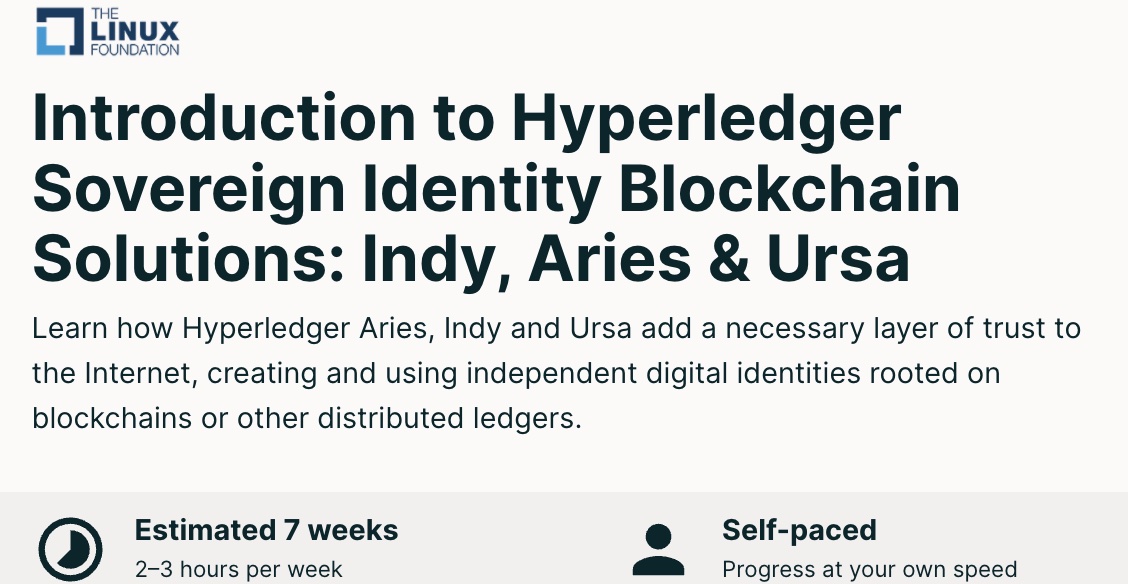 THE
LINUX
FOUNDATION
Introduction to Hyperledger
Sovereign Identity Blockchain
Solutions: Indy, Aries & Ursa
Learn how Hyperledger Aries, Indy and Ursa add a necessary layer of trust to
the Internet, creating and using independent digital identities rooted on
blockchains or other distributed ledgers.
Estimated 7 weeks
2–3 hours per week
Self-paced
Progress at your own speed